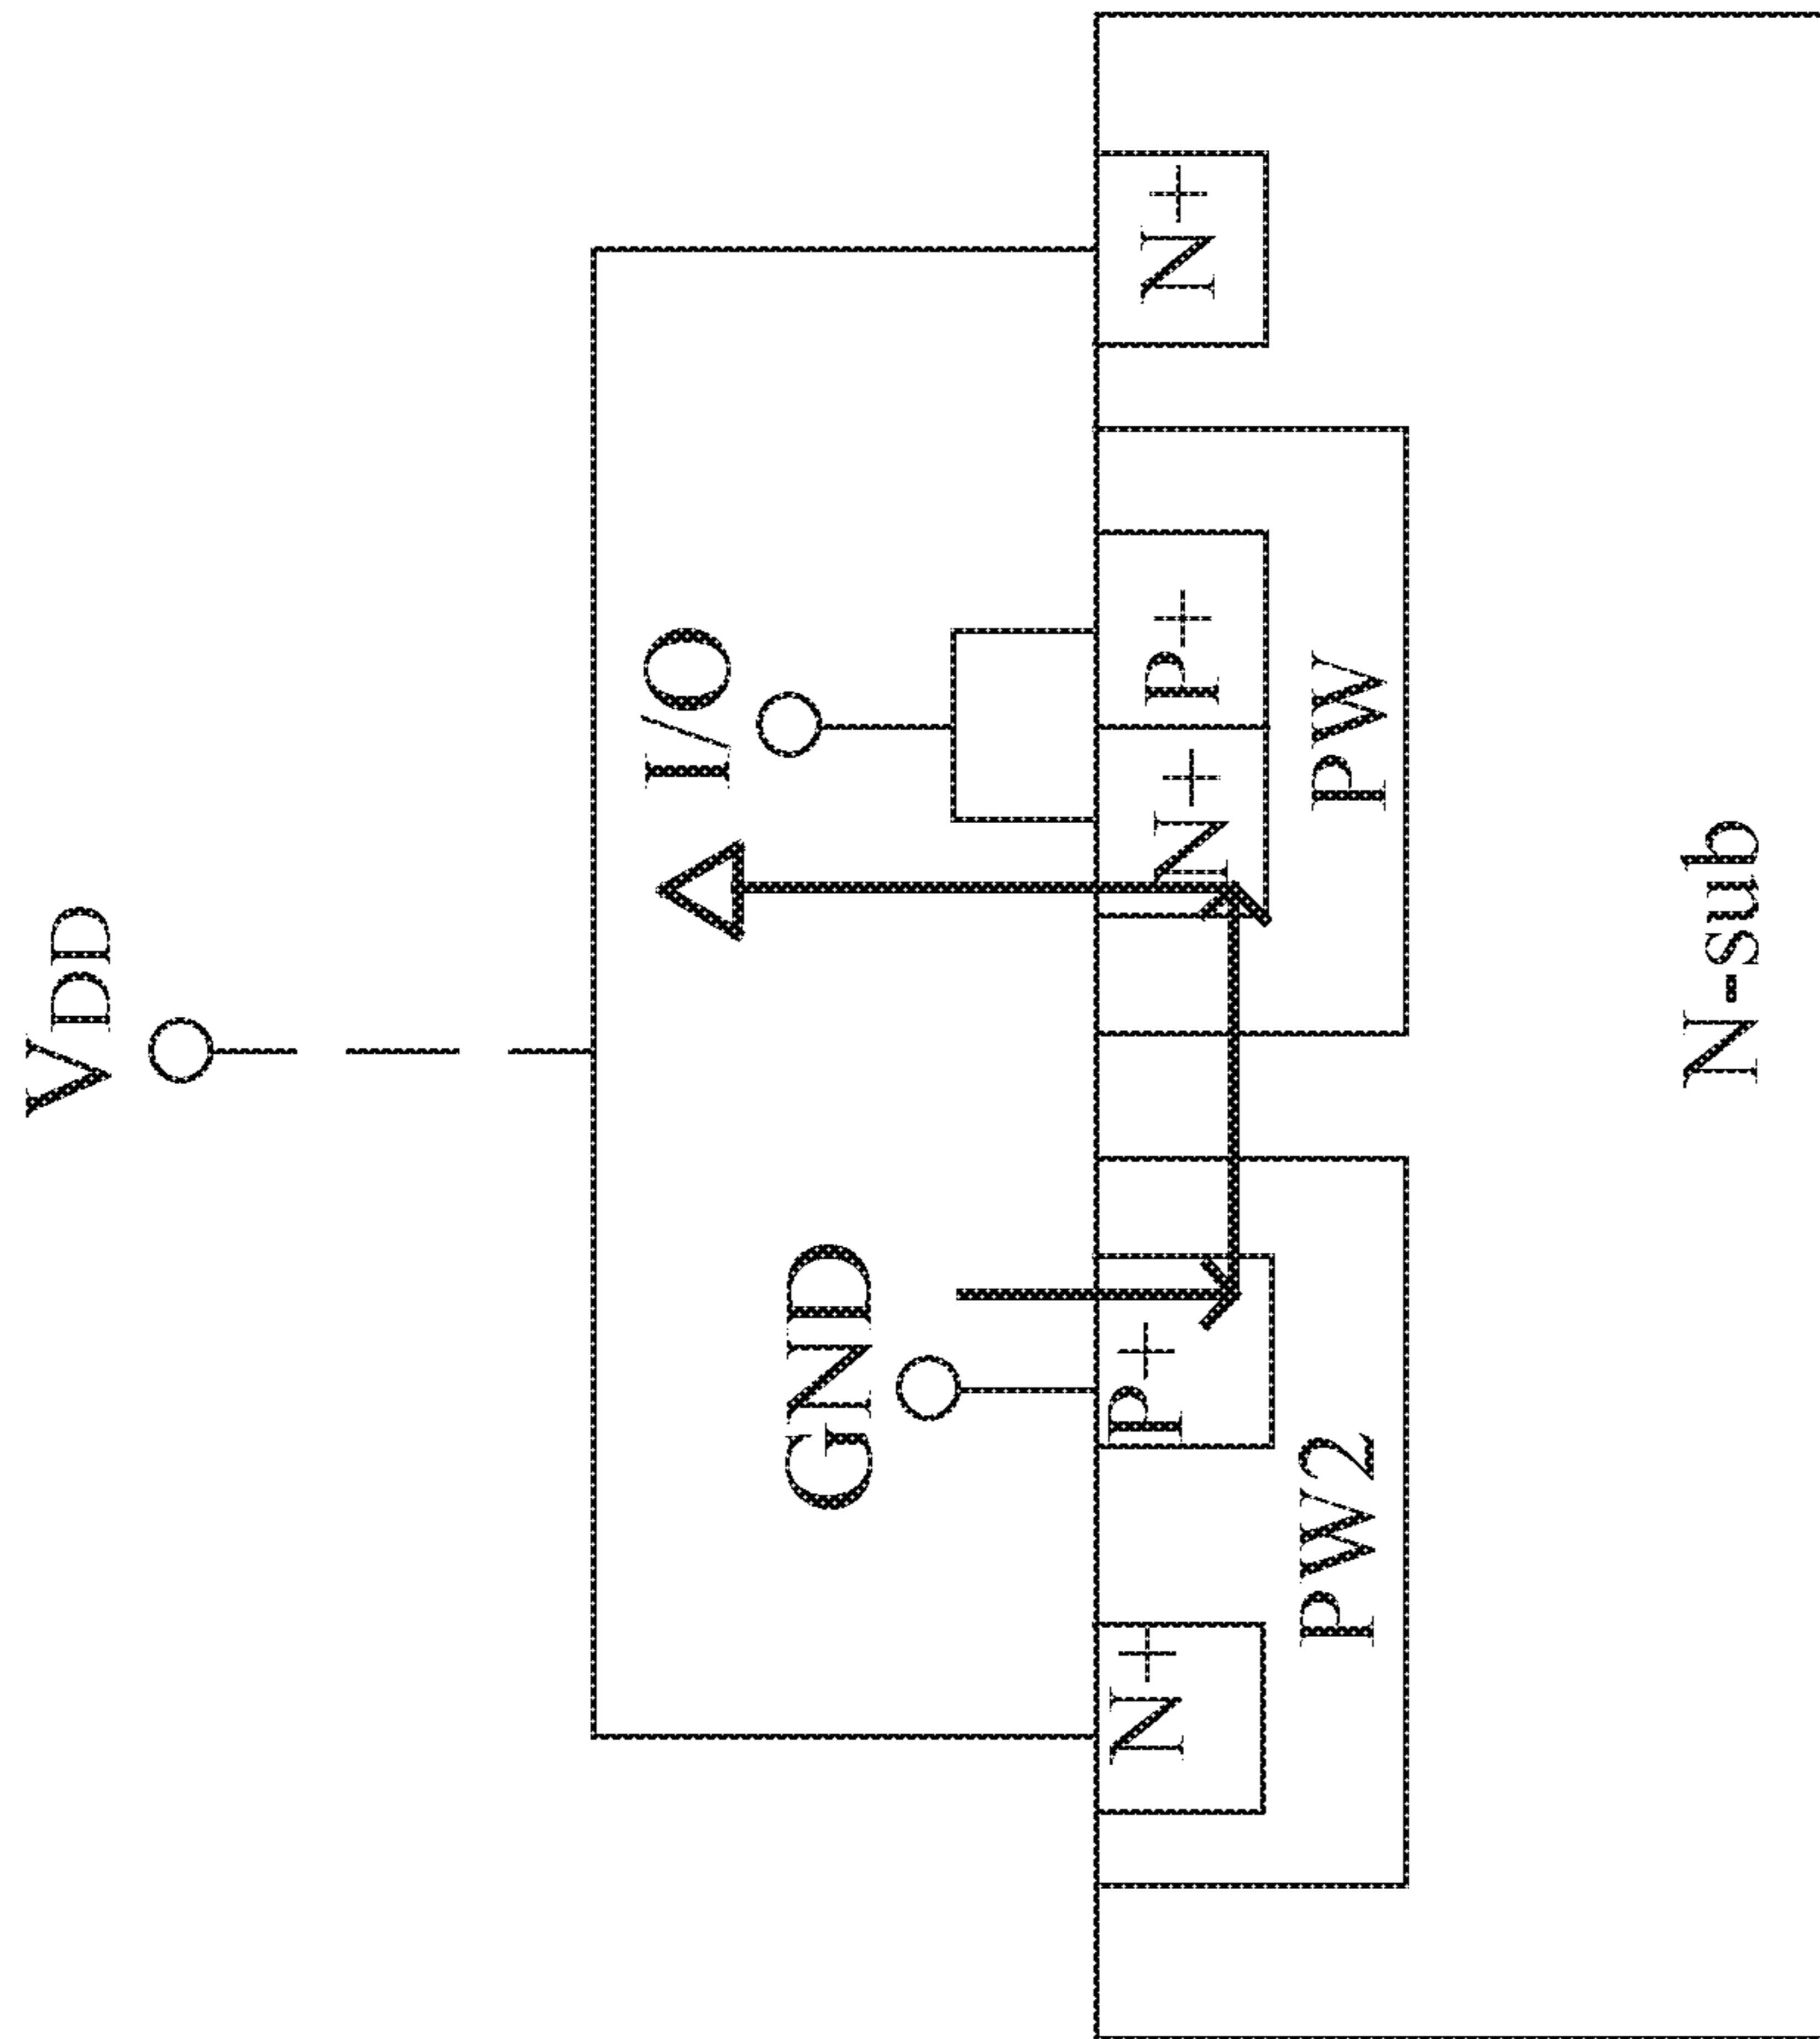 VDD
I/O
GND
N+ P+ N+ P+ N+
PW2 PW
N-sub